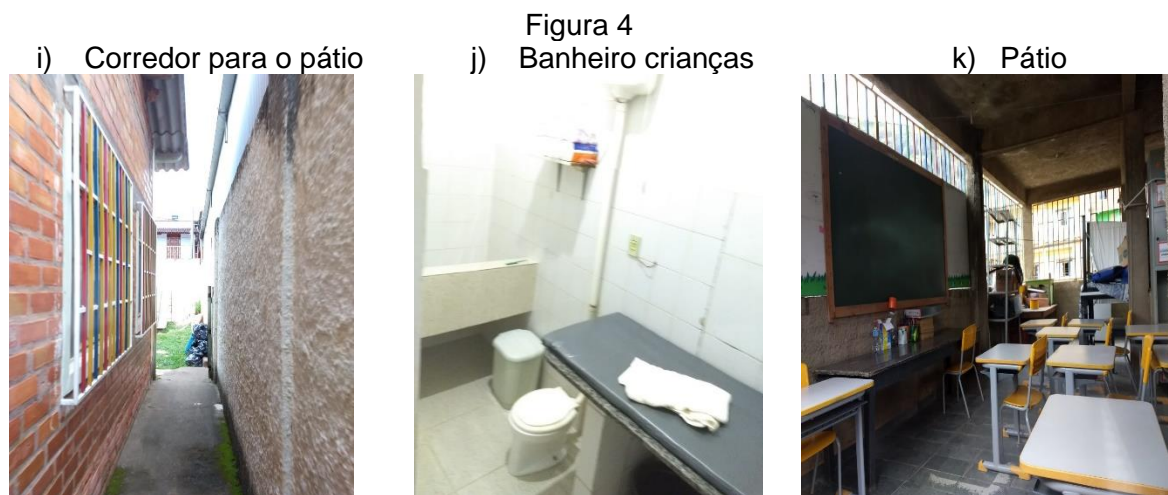 Figura 4
i) Corredor para o pátio
j) Banheiro crianças
k) Pátio